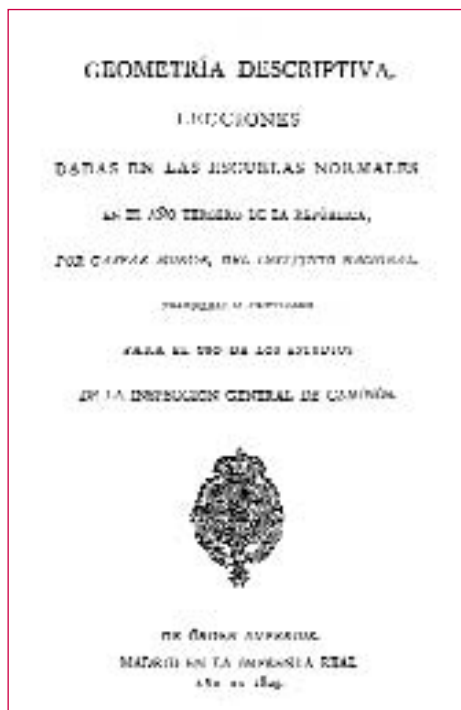 GEOMETRÍA DESCRIPTIVA.
LECCIONES
DADAS EN LAS ESCUELAS NORMALES
EN EL AÑO TERCERO DE LA REPÚBLICA,
POR GASPAR MONGE, DEL INSTITUTO NACIONAL.
PARA EL USO DE LOS ESTUDIOS
DE LA INSPECCION GENERAL DE CAMINOS.
DE ÓRDEN SUPERIOR.
MADRID EN LA IMPRENTA REAL
AÑO DE